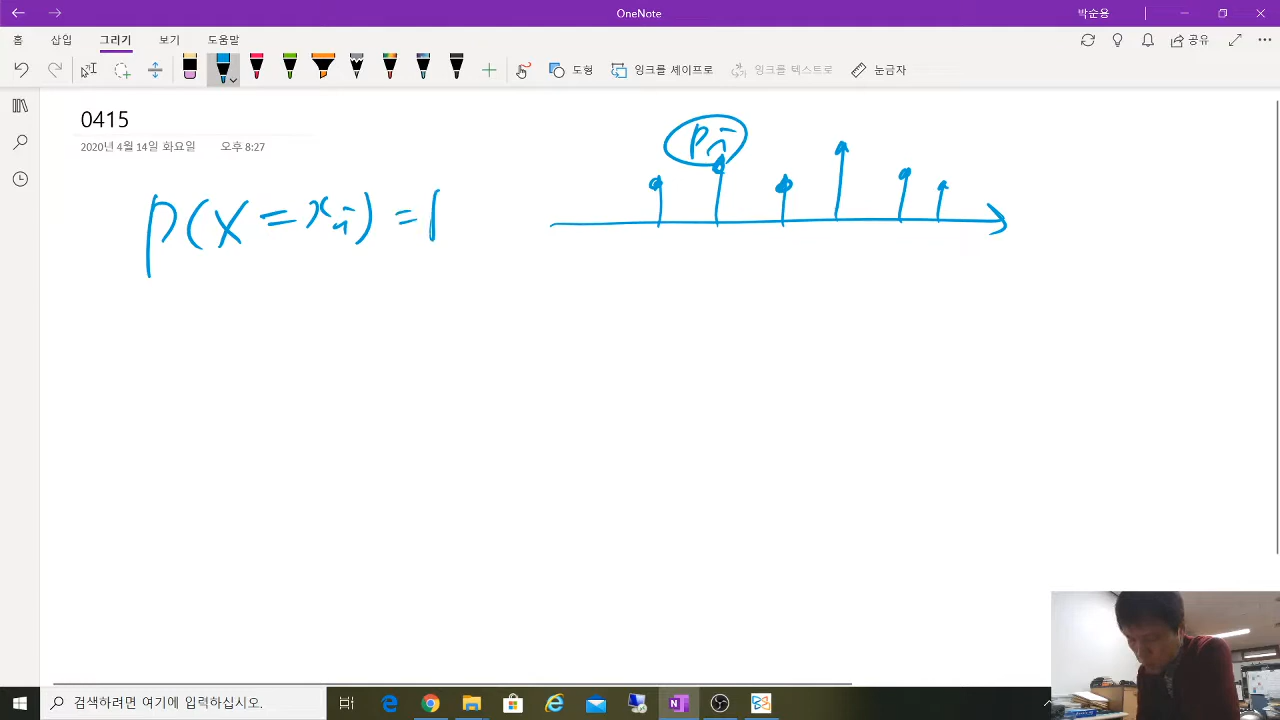 OneNote
박순용
홈 삽입 그리기 보기 도움말
공유
도형 잉크를 셰이프로 잉크를 텍스트로 눈금자
0415
2020년 4월 14일 화요일 오후 8:27
Pi
P(X=xi)=
검색하려면 여기에 입력하십시오.